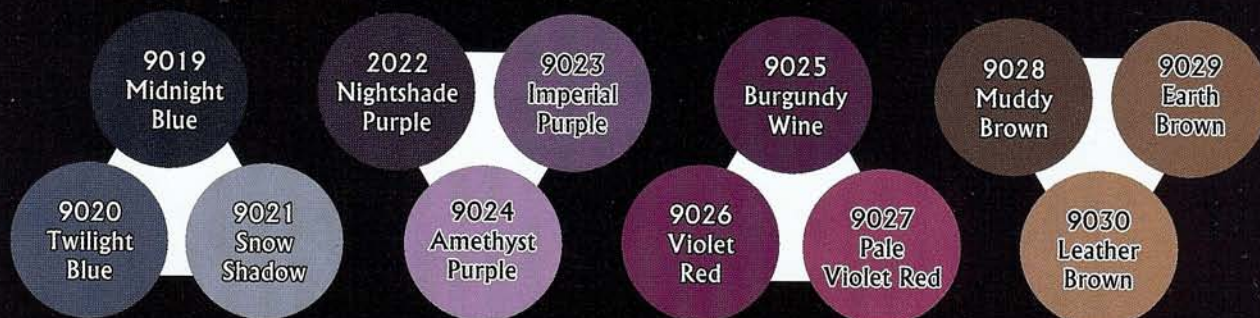 9019
Midnight
Blue
9020
Twilight
Blue
9021
Snow
Shadow
2022
Nightshade
Purple
9023
Imperial
Purple
9024
Amethyst
Purple
9025
Burgundy
Wine
9026
Violet
Red
9027
Pale
Violet Red
9028
Muddy
Brown
9029
Earth
Brown
9030
Leather
Brown